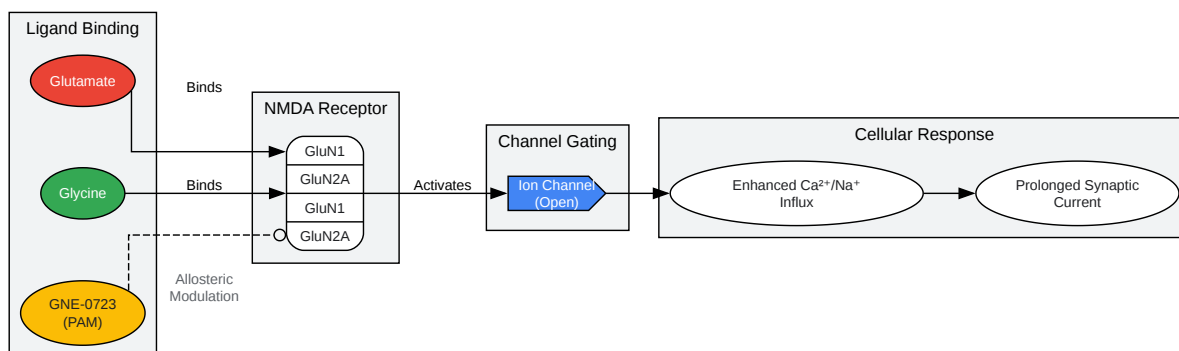 Ligand Binding
Glutamate
Glycine
GNE-0723
(PAM)
Binds
Binds
Allosteric
Modulation
NMDA Receptor
GluN1
GluN2A
GluN1
GluN2A
Activates
Channel Gating
Ion Channel
(Open)
Cellular Response
Enhanced Ca²⁺/Na⁺
Influx
Prolonged Synaptic
Current